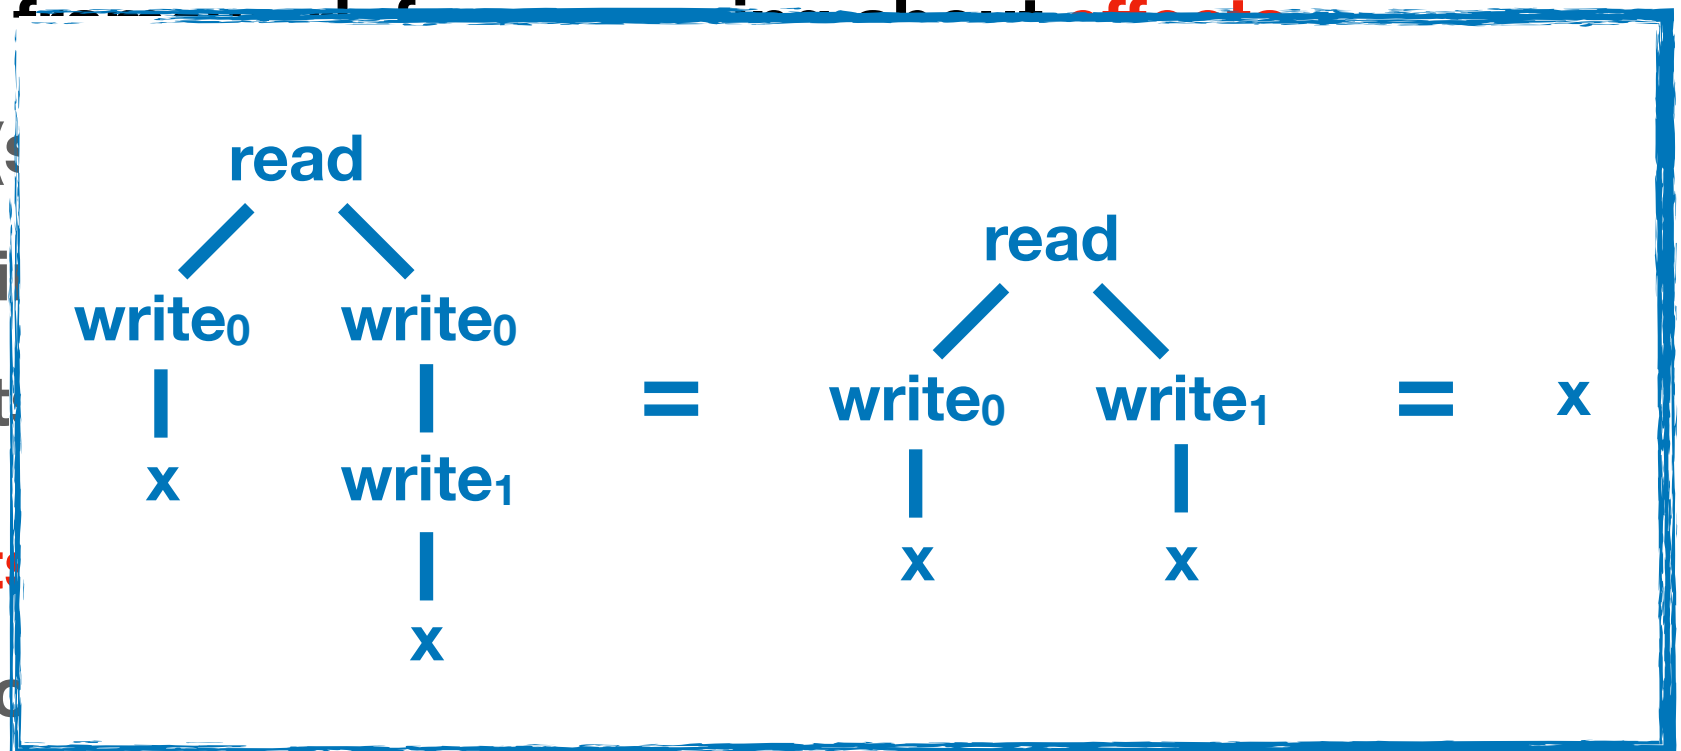 read
read
write₀ write₀
write₀ write₁
= = x
x write₁
x x
x